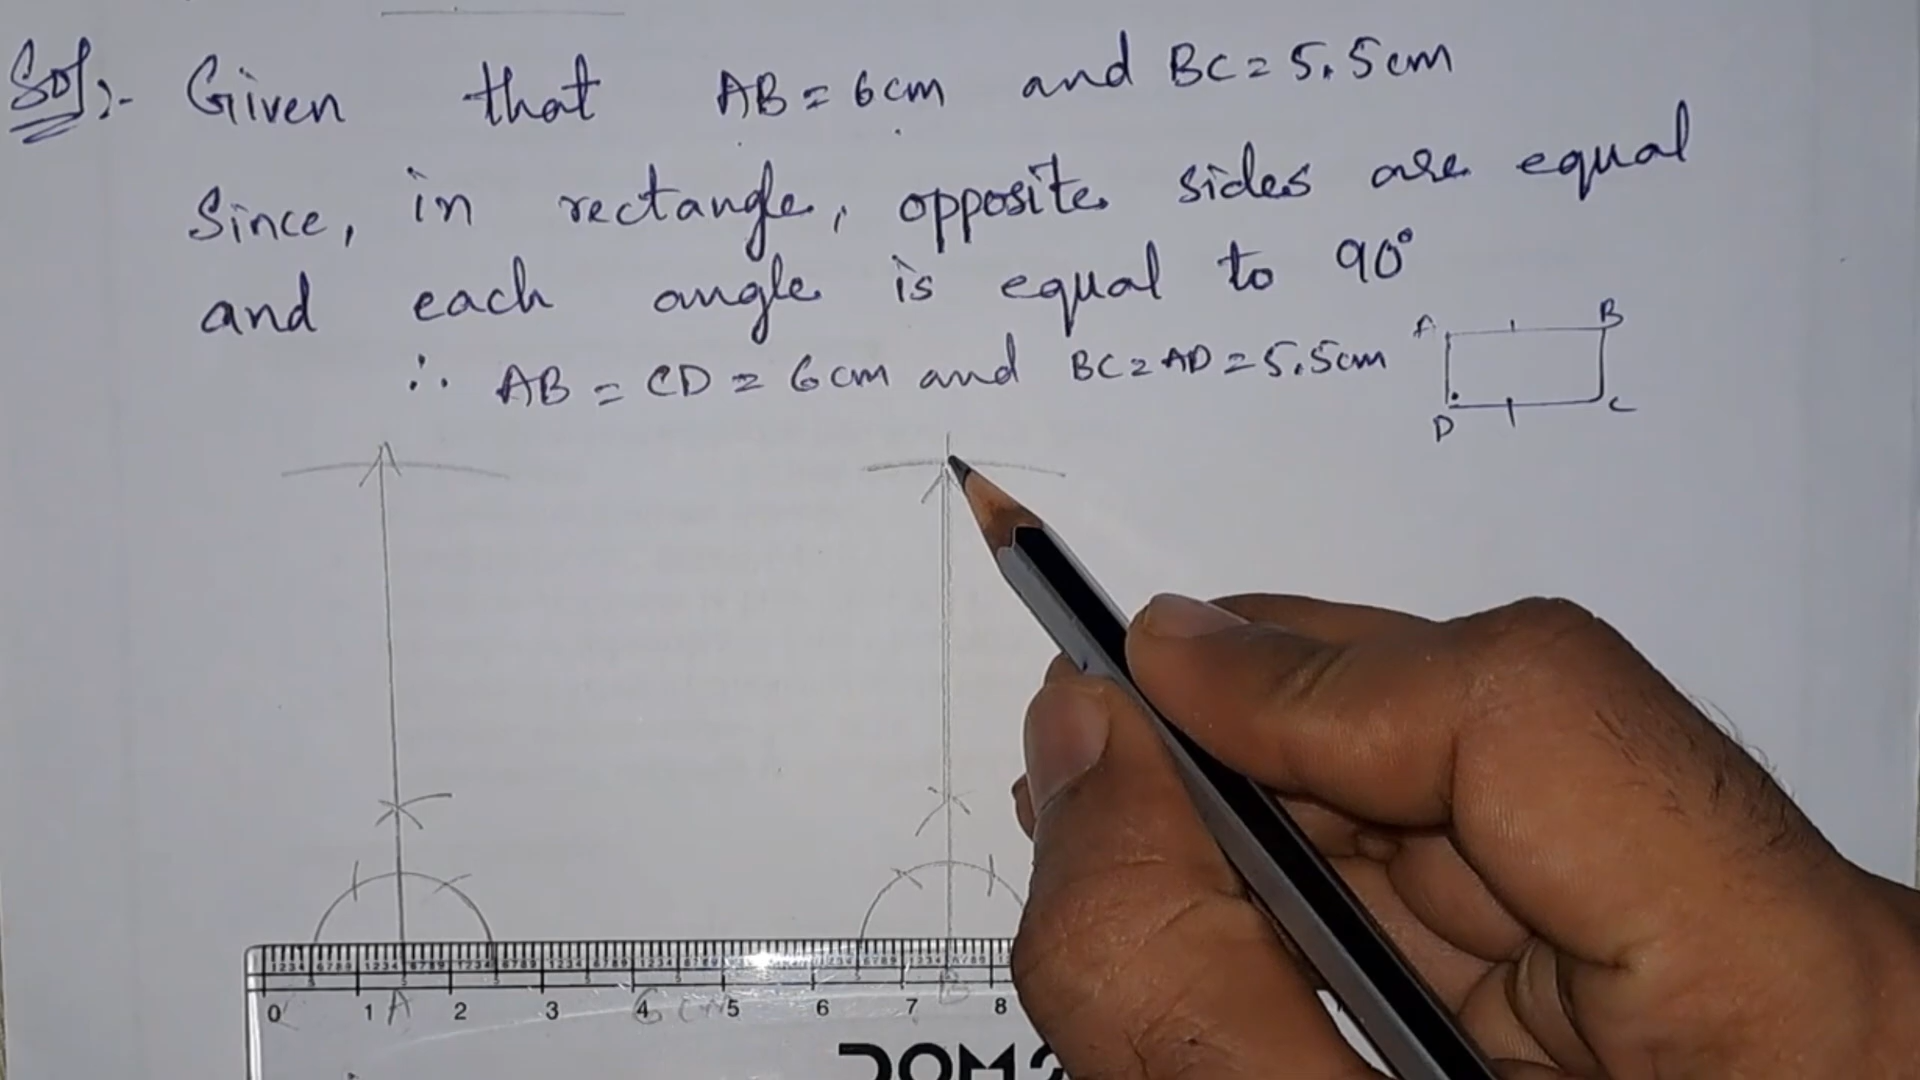 Sol:- Given that AB = 6cm and BC = 5.5cm
Since, in rectangle, opposite sides are equal
and each angle is equal to 90°
∴ AB = CD = 6cm and BC = AD = 5.5cm
A B
D C
0 1 2 3 4 5 6 7 8
A 6cm B
DOMS